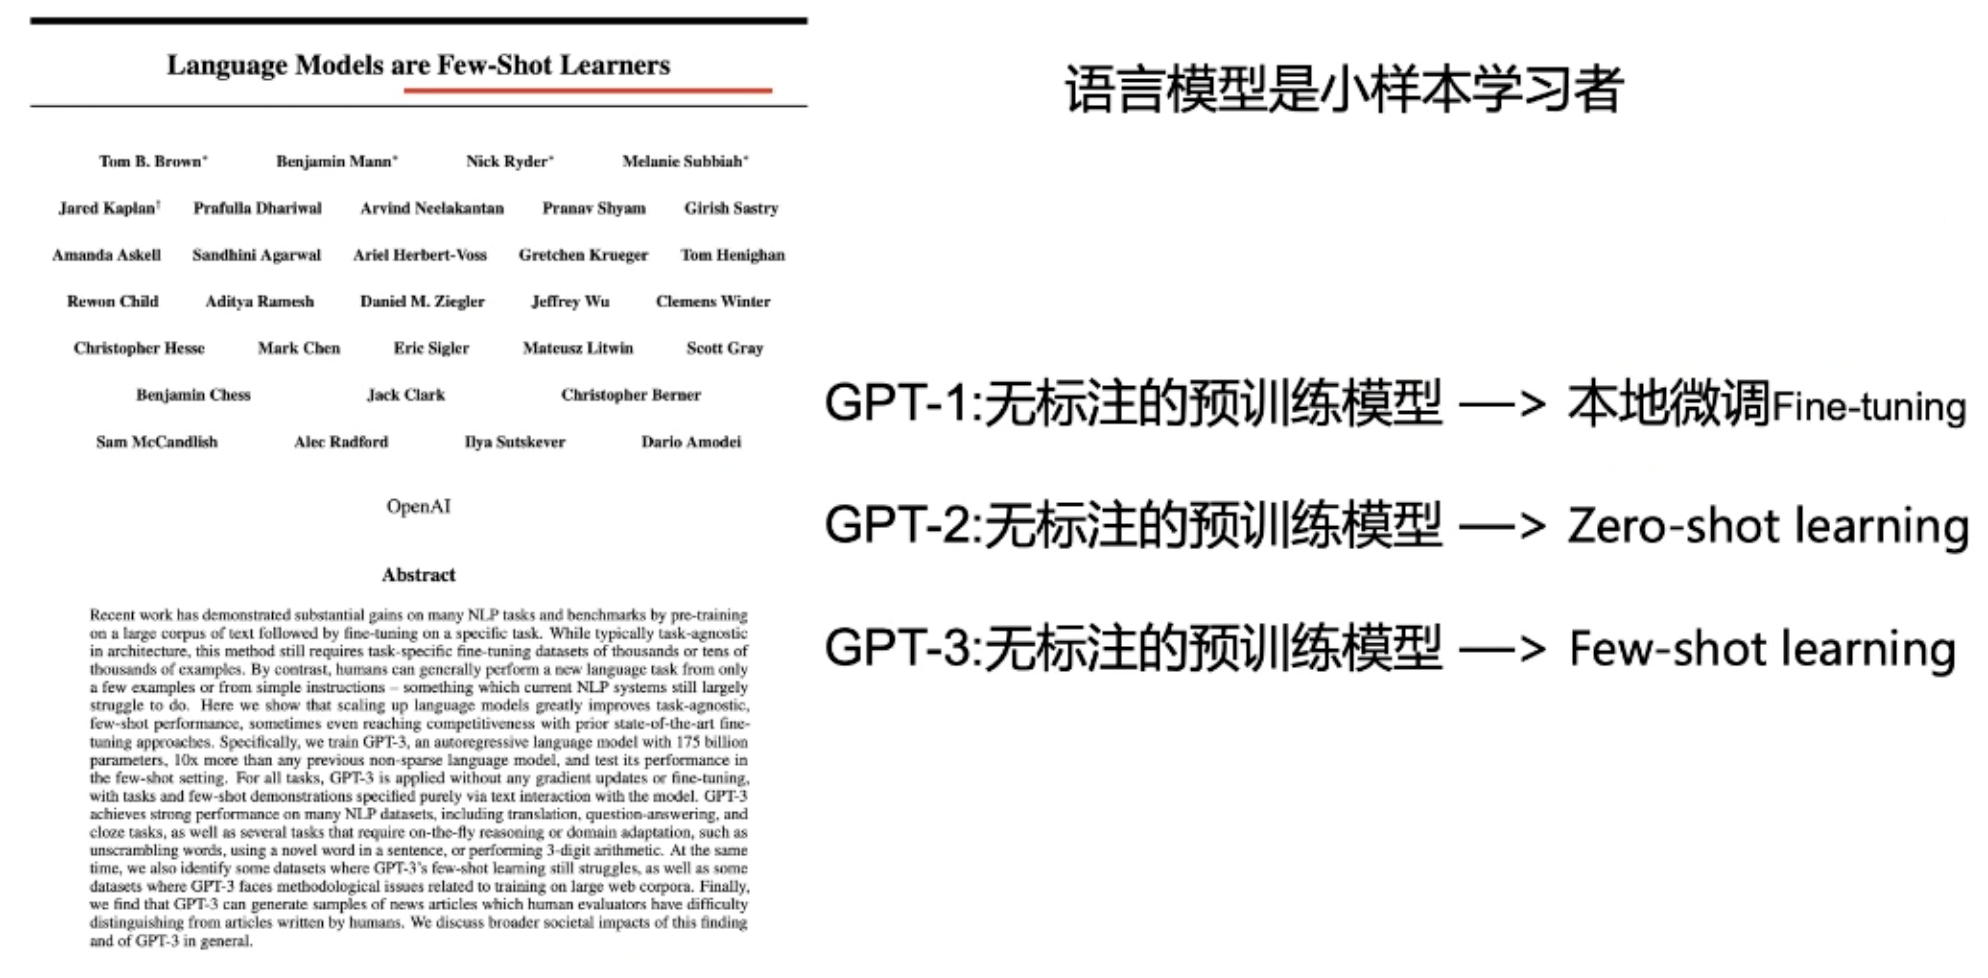 Language Models are Few-Shot Learners
Tom B. Brown* Benjamin Mann* Nick Ryder* Melanie Subbiah*
Jared Kaplan† Prafulla Dhariwal Arvind Neelakantan Pranav Shyam Girish Sastry
Amanda Askell Sandhini Agarwal Ariel Herbert-Voss Gretchen Krueger Tom Henighan
Rewon Child Aditya Ramesh Daniel M. Ziegler Jeffrey Wu Clemens Winter
Christopher Hesse Mark Chen Eric Sigler Mateusz Litwin Scott Gray
Benjamin Chess Jack Clark Christopher Berner
Sam McCandlish Alec Radford Ilya Sutskever Dario Amodei
OpenAI
Abstract
Recent work has demonstrated substantial gains on many NLP tasks and benchmarks by pre-training
on a large corpus of text followed by fine-tuning on a specific task. While typically task-agnostic
in architecture, this method still requires task-specific fine-tuning datasets of thousands or tens of
thousands of examples. By contrast, humans can generally perform a new language task from only
a few examples or from simple instructions – something which current NLP systems still largely
struggle to do. Here we show that scaling up language models greatly improves task-agnostic,
few-shot performance, sometimes even reaching competitiveness with prior state-of-the-art fine-
tuning approaches. Specifically, we train GPT-3, an autoregressive language model with 175 billion
parameters, 10x more than any previous non-sparse language model, and test its performance in
the few-shot setting. For all tasks, GPT-3 is applied without any gradient updates or fine-tuning,
with tasks and few-shot demonstrations specified purely via text interaction with the model. GPT-3
achieves strong performance on many NLP datasets, including translation, question-answering, and
cloze tasks, as well as several tasks that require on-the-fly reasoning or domain adaptation, such as
unscrambling words, using a novel word in a sentence, or performing 3-digit arithmetic. At the same
time, we also identify some datasets where GPT-3's few-shot learning still struggles, as well as some
datasets where GPT-3 faces methodological issues related to training on large web corpora. Finally,
we find that GPT-3 can generate samples of news articles which human evaluators have difficulty
distinguishing from articles written by humans. We discuss broader societal impacts of this finding
and of GPT-3 in general.
语言模型是小样本学习者
GPT-1:无标注的预训练模型 —> 本地微调Fine-tuning
GPT-2:无标注的预训练模型 —> Zero-shot learning
GPT-3:无标注的预训练模型 —> Few-shot learning